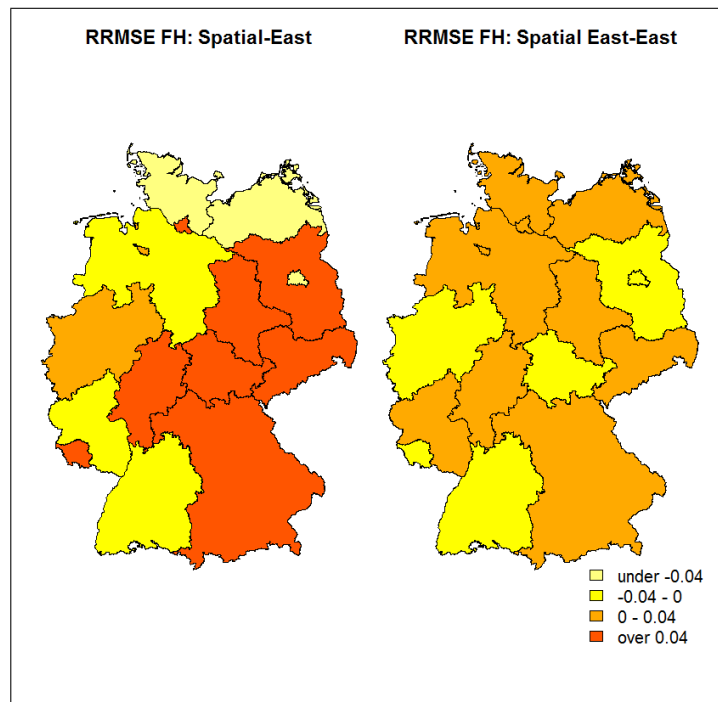 RRMSE FH: Spatial-East
RRMSE FH: Spatial East-East
under -0.04
-0.04 - 0
0 - 0.04
over 0.04